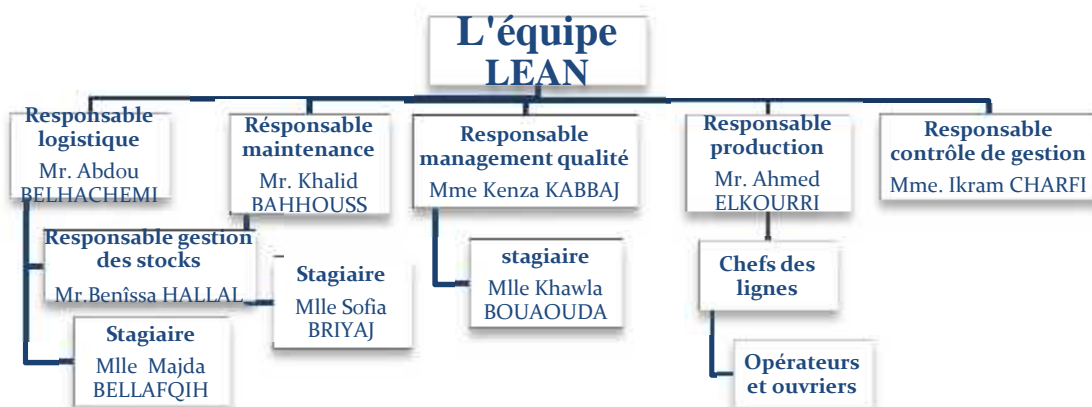 L'équipe
LEAN
Responsable
logistique
Mr. Abdou
BELHACHEMI
Résponsable
maintenance
Mr. Khalid
BAHHOUSS
Responsable
management qualité
Mme Kenza KABBAJ
Responsable
production
Mr. Ahmed
ELKOURRI
Responsable
contrôle de gestion
Mme. Ikram CHARFI
Responsable gestion
des stocks
Mr.Benîssa HALLAL
Stagiaire
Mlle Majda
BELLAFQIH
Stagiaire
Mlle Sofia
BRIYAJ
stagiaire
Mlle Khawla
BOUAOUDA
Chefs des
lignes
Opérateurs
et ouvriers